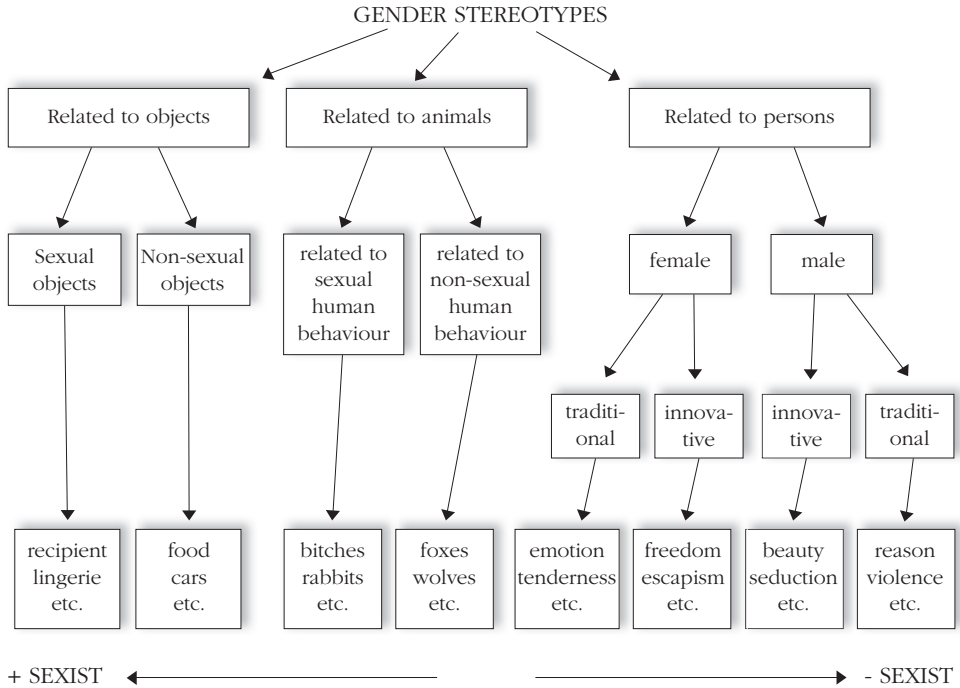 GENDER STEREOTYPES
Related to objects
Related to animals
Related to persons
Sexual
objects
Non-sexual
objects
related to
sexual
human
behaviour
related to
non-sexual
human
behaviour
female
male
traditi-
onal
innova-
tive
innova-
tive
traditi-
onal
recipient
lingerie
etc.
food
cars
etc.
bitches
rabbits
etc.
foxes
wolves
etc.
emotion
tenderness
etc.
freedom
escapism
etc.
beauty
seduction
etc.
reason
violence
etc.
+ SEXIST
- SEXIST